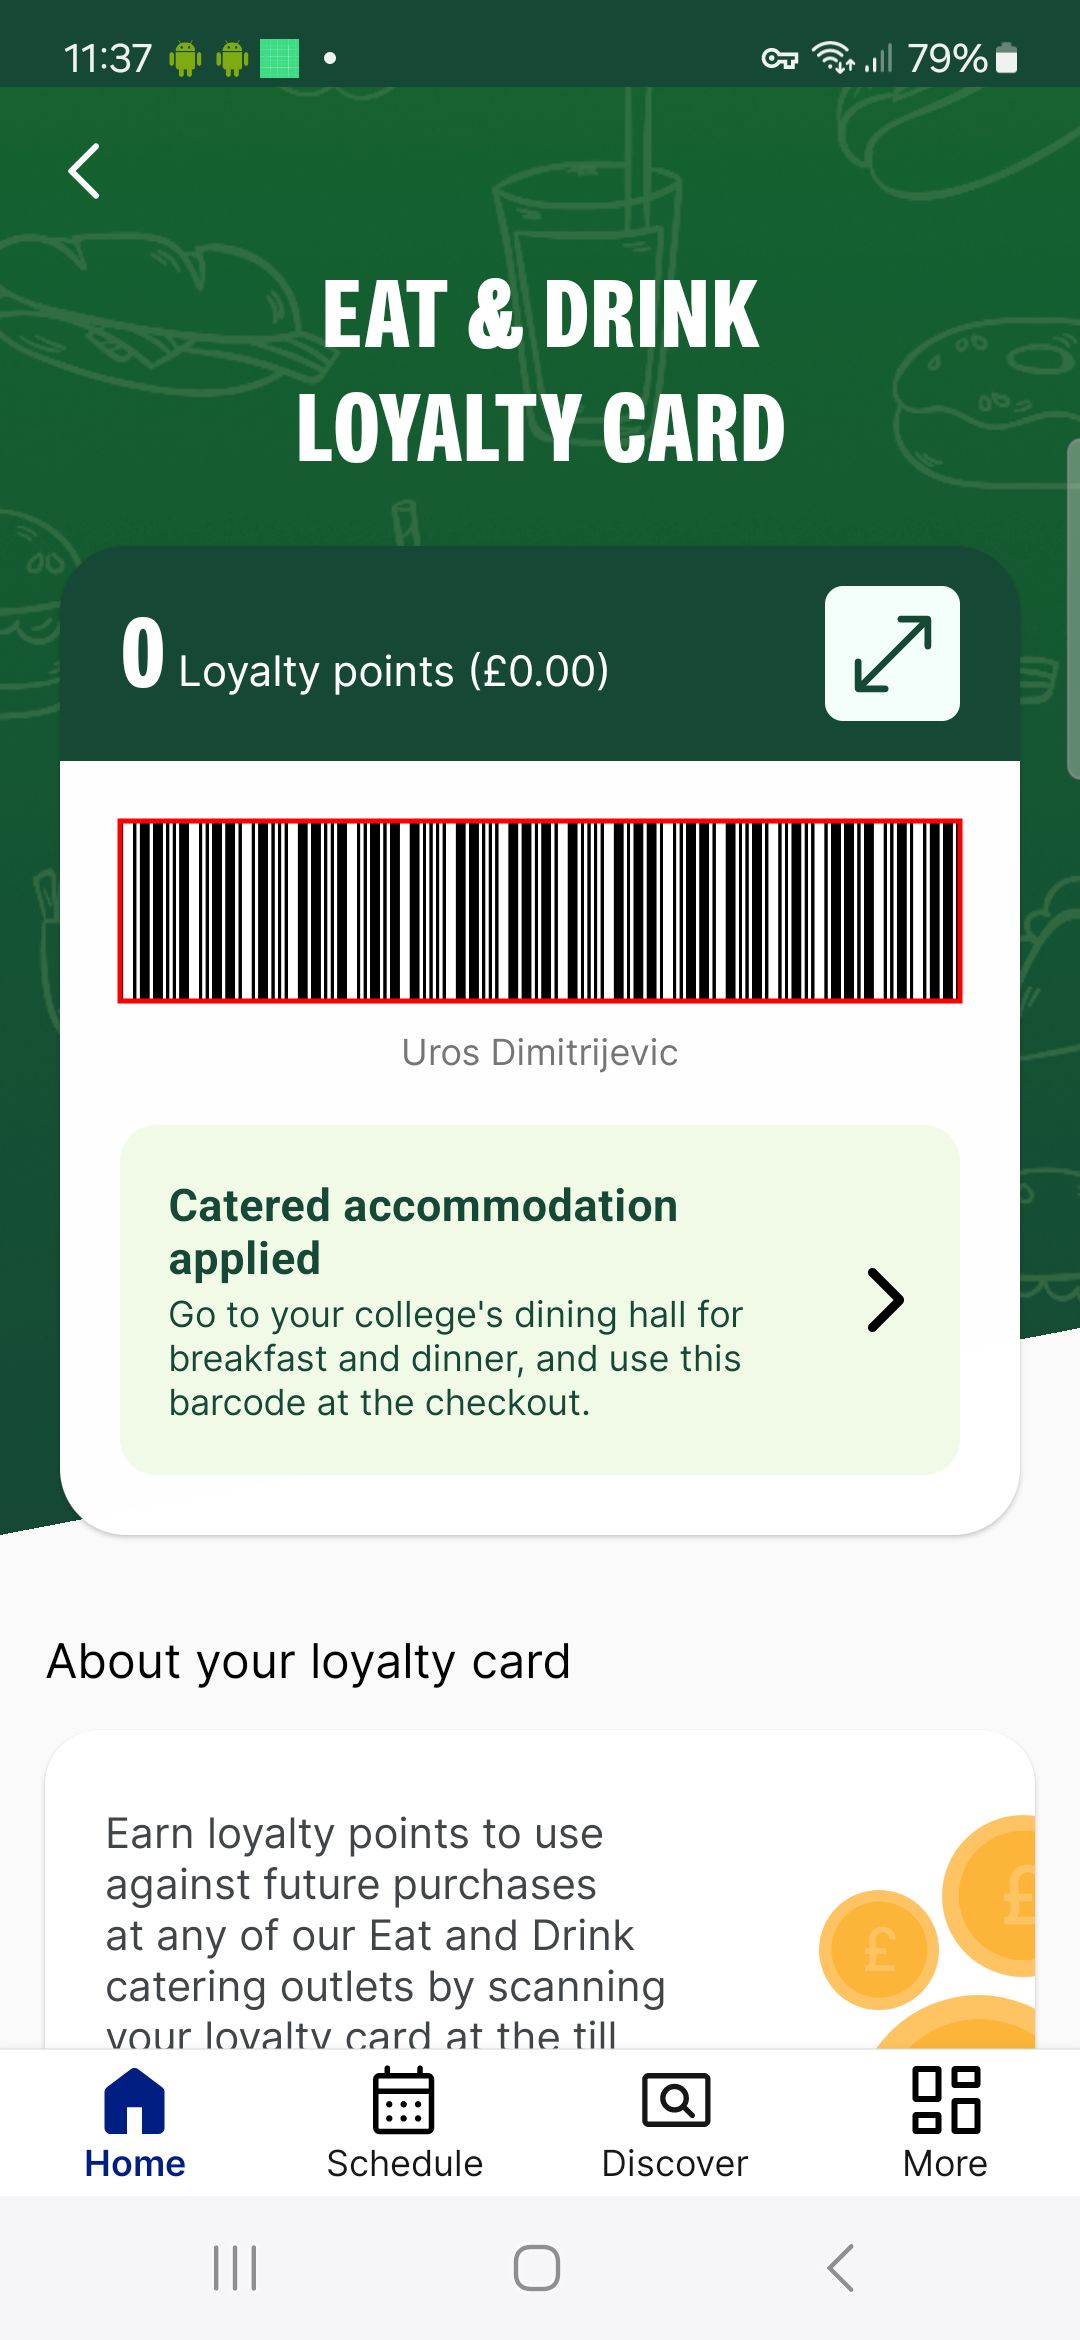 11:37
79%
EAT & DRINK
LOYALTY CARD
0 Loyalty points (£0.00)
Uros Dimitrijevic
Catered accommodation
applied
Go to your college's dining hall for
breakfast and dinner, and use this
barcode at the checkout.
About your loyalty card
Earn loyalty points to use
against future purchases
at any of our Eat and Drink
catering outlets by scanning
your loyalty card at the till
£
£
Home
Schedule
Discover
More